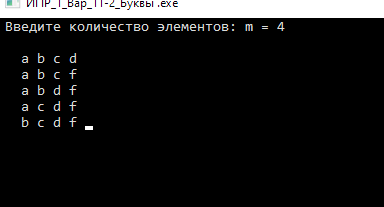 ИПР_1_Вар_11-2_Буквы .exe
Введите количество элементов: m = 4
a b c d
a b c f
a b d f
a c d f
b c d f